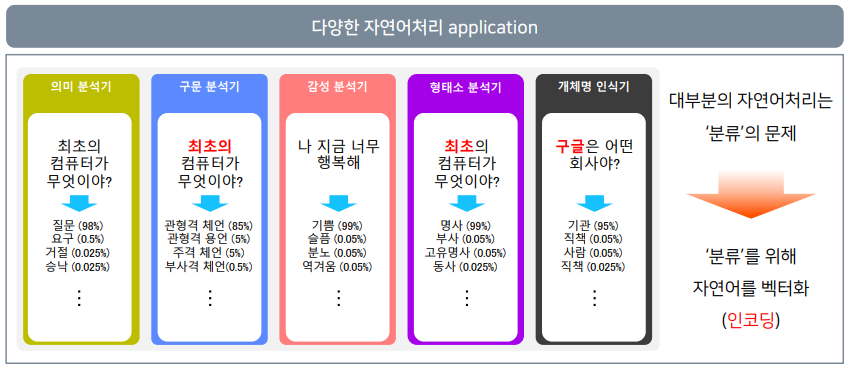 다양한 자연어처리 application
의미 분석기
최초의
컴퓨터가
무엇이야?
질문 (98%)
요구 (0.5%)
거절 (0.025%)
승낙 (0.025%)
⋮
구문 분석기
최초의
컴퓨터가
무엇이야?
관형격 체언 (85%)
관형격 용언 (5%)
주격 체언 (5%)
부사격 체언(0.5%)
⋮
감성 분석기
나 지금 너무
행복해
기쁨 (99%)
슬픔 (0.05%)
분노 (0.05%)
역겨움 (0.05%)
⋮
형태소 분석기
최초의
컴퓨터가
무엇이야?
명사 (99%)
부사 (0.05%)
고유명사 (0.05%)
동사 (0.025%)
⋮
개체명 인식기
구글은 어떤
회사야?
기관 (95%)
직책 (0.05%)
사람 (0.05%)
직책 (0.025%)
⋮
대부분의 자연어처리는
‘분류’의 문제
‘분류’를 위해
자연어를 벡터화
(인코딩)